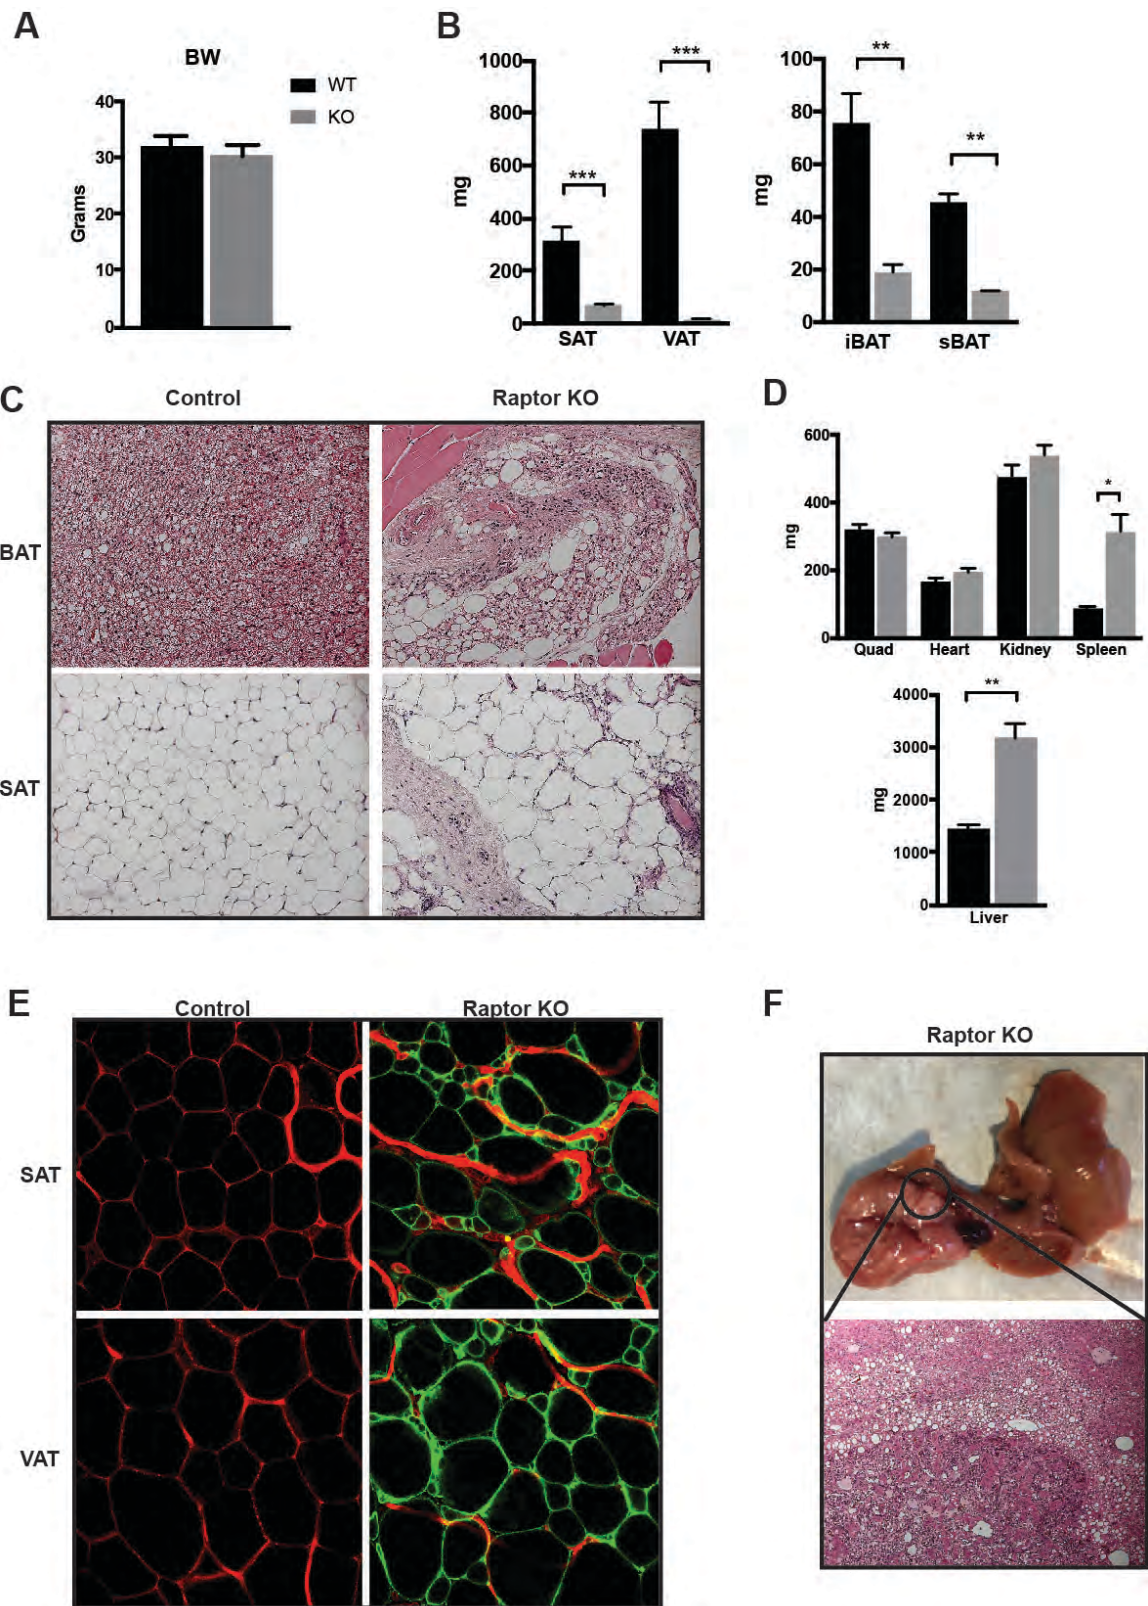 A
BW
WT
KO
Grams
40
30
20
10
0
B
mg
1000
800
600
400
200
0
***
***
SAT VAT
mg
100
80
60
40
20
0
**
**
iBAT sBAT
C
Control Raptor KO
BAT
SAT
D
mg
600
400
200
0
*
Quad Heart Kidney Spleen
mg
4000
3000
2000
1000
0
**
Liver
E
Control Raptor KO
SAT
VAT
F
Raptor KO